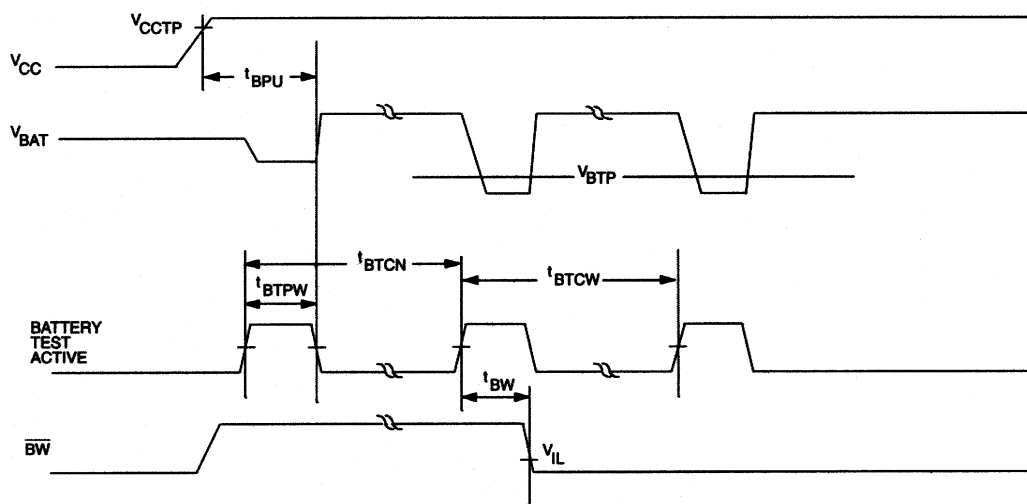 VCCTP
VCC
tBPU
VBAT
VBTP
tBTCN
tBTCW
tBTPW
BATTERY
TEST
ACTIVE
tBW
BW
VIL